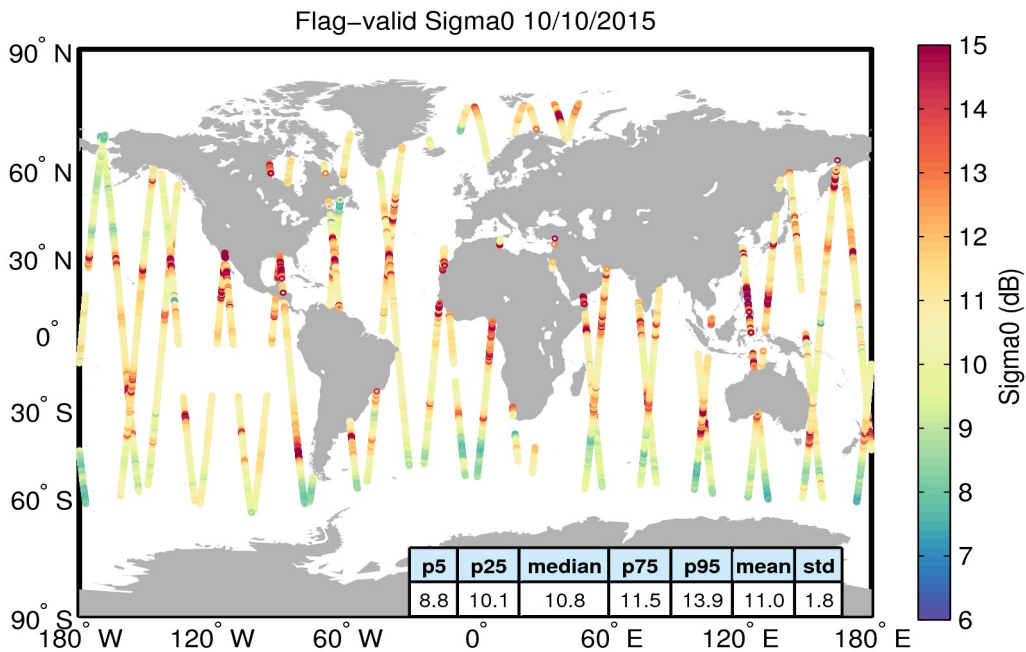 Flag−valid Sigma0 10/10/2015
90° N
60° N
30° N
0°
30° S
60° S
90° S
180° W
120° W
60° W
0°
60° E
120° E
180° E
15
14
13
12
11
10
9
8
7
6
Sigma0 (dB)
p5 p25 median p75 p95 mean std
8.8 10.1 10.8 11.5 13.9 11.0 1.8